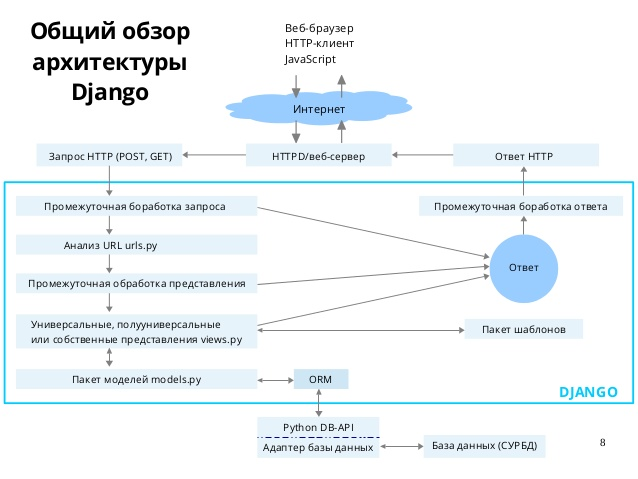 Общий обзор
архитектуры
Django
Веб-браузер
HTTP-клиент
JavaScript
Интернет
Запрос HTTP (POST, GET)
HTTPD/веб-сервер
Ответ HTTP
Промежуточная боработка запроса
Промежуточная боработка ответа
Анализ URL urls.py
Ответ
Промежуточная обработка представления
Универсальные, полууниверсальные
или собственные представления views.py
Пакет шаблонов
Пакет моделей models.py
ORM
DJANGO
Python DB-API
Адаптер базы данных
База данных (СУРБД)
8